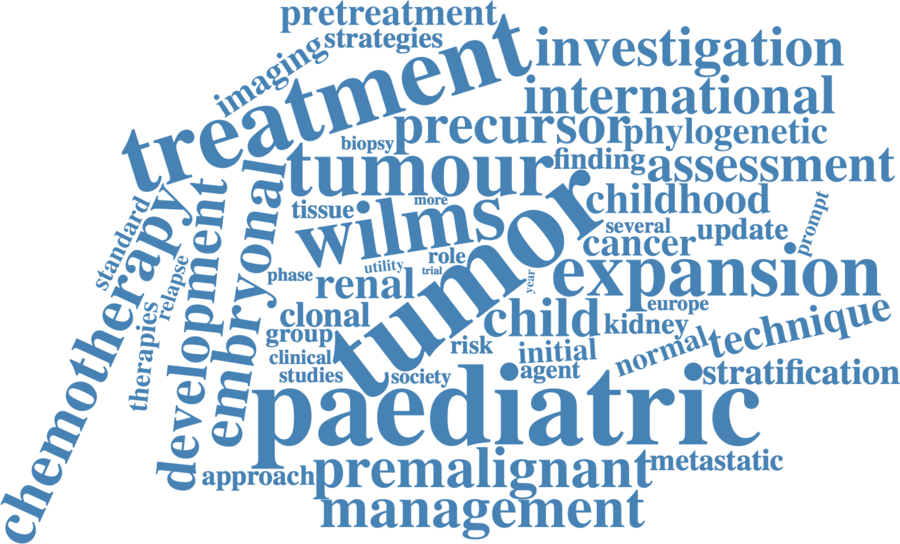 pretreatment
strategies
imaging
treatment
investigation
international
precursor
phylogenetic
biopsy
tumour
finding
assessment
childhood
tissue
more
wilms
several
update
prompt
cancer
standard
chemotherapy
relapse
therapies
development
embryonal
phase
utility
role
trial
year
renal
tumor
expansion
europe
clonal
child
kidney
technique
group
risk
initial
normal
clinical
studies
society
agent
stratification
paediatric
approach
premalignant
metastatic
management